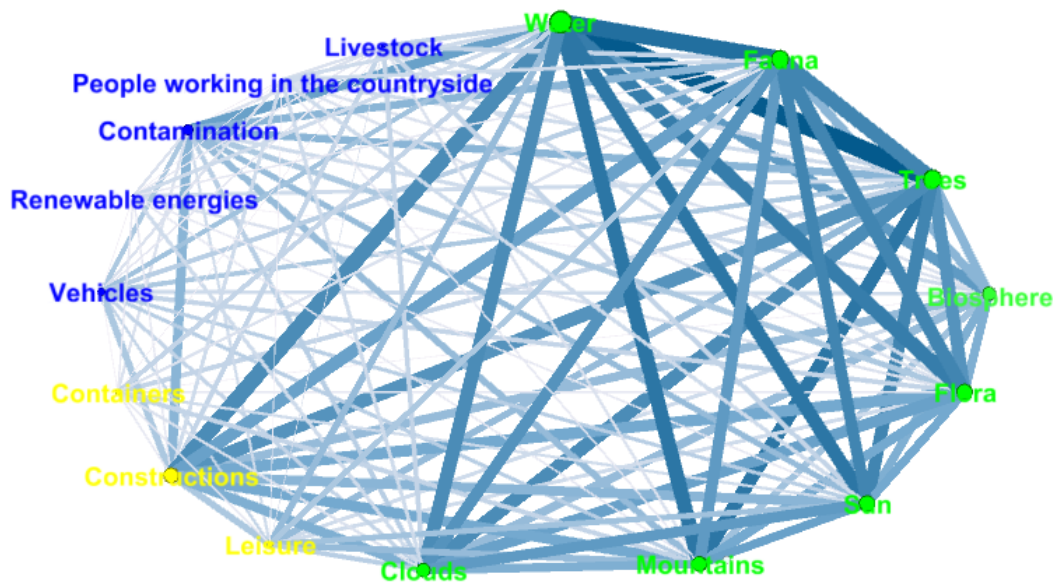 Water
Livestock
Fauna
People working in the countryside
Contamination
Trees
Renewable energies
Vehicles
Biosphere
Containers
Flora
Constructions
Sun
Leisure
Mountains
Clouds